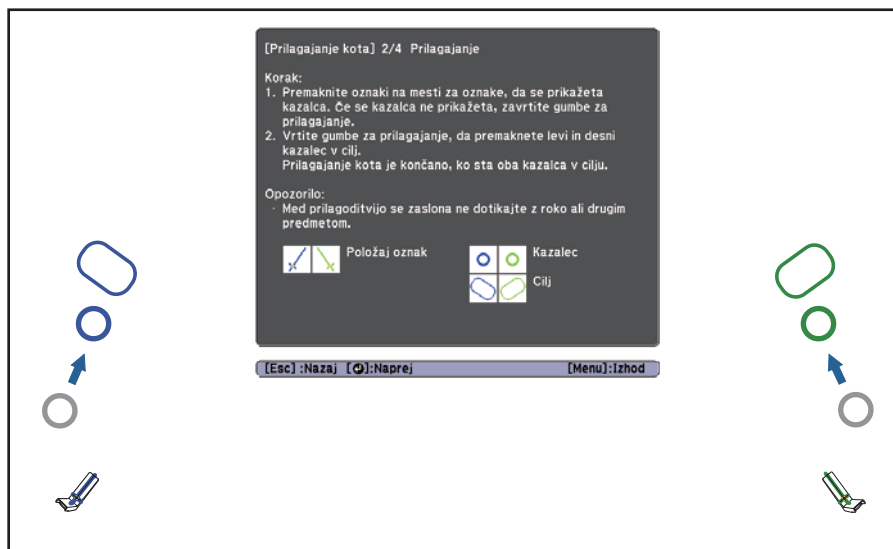 [Prilagajanje kota] 2/4 Prilagajanje
Korak:
1. Premaknite oznaki na mesti za oznake, da se prikažeta
kazalca. Če se kazalca ne prikažeta, zavrtite gumbe za
prilagajanje.
2. Vrtite gumbe za prilagajanje, da premaknete levi in desni
kazalec v cilj.
Prilagajanje kota je končano, ko sta oba kazalca v cilju.
Opozorilo:
· Med prilagoditvijo se zaslona ne dotikajte z roko ali drugim
predmetom.
Položaj oznak
Kazalec
Cilj
[Esc] :Nazaj [⏎]:Naprej [Menu]:Izhod